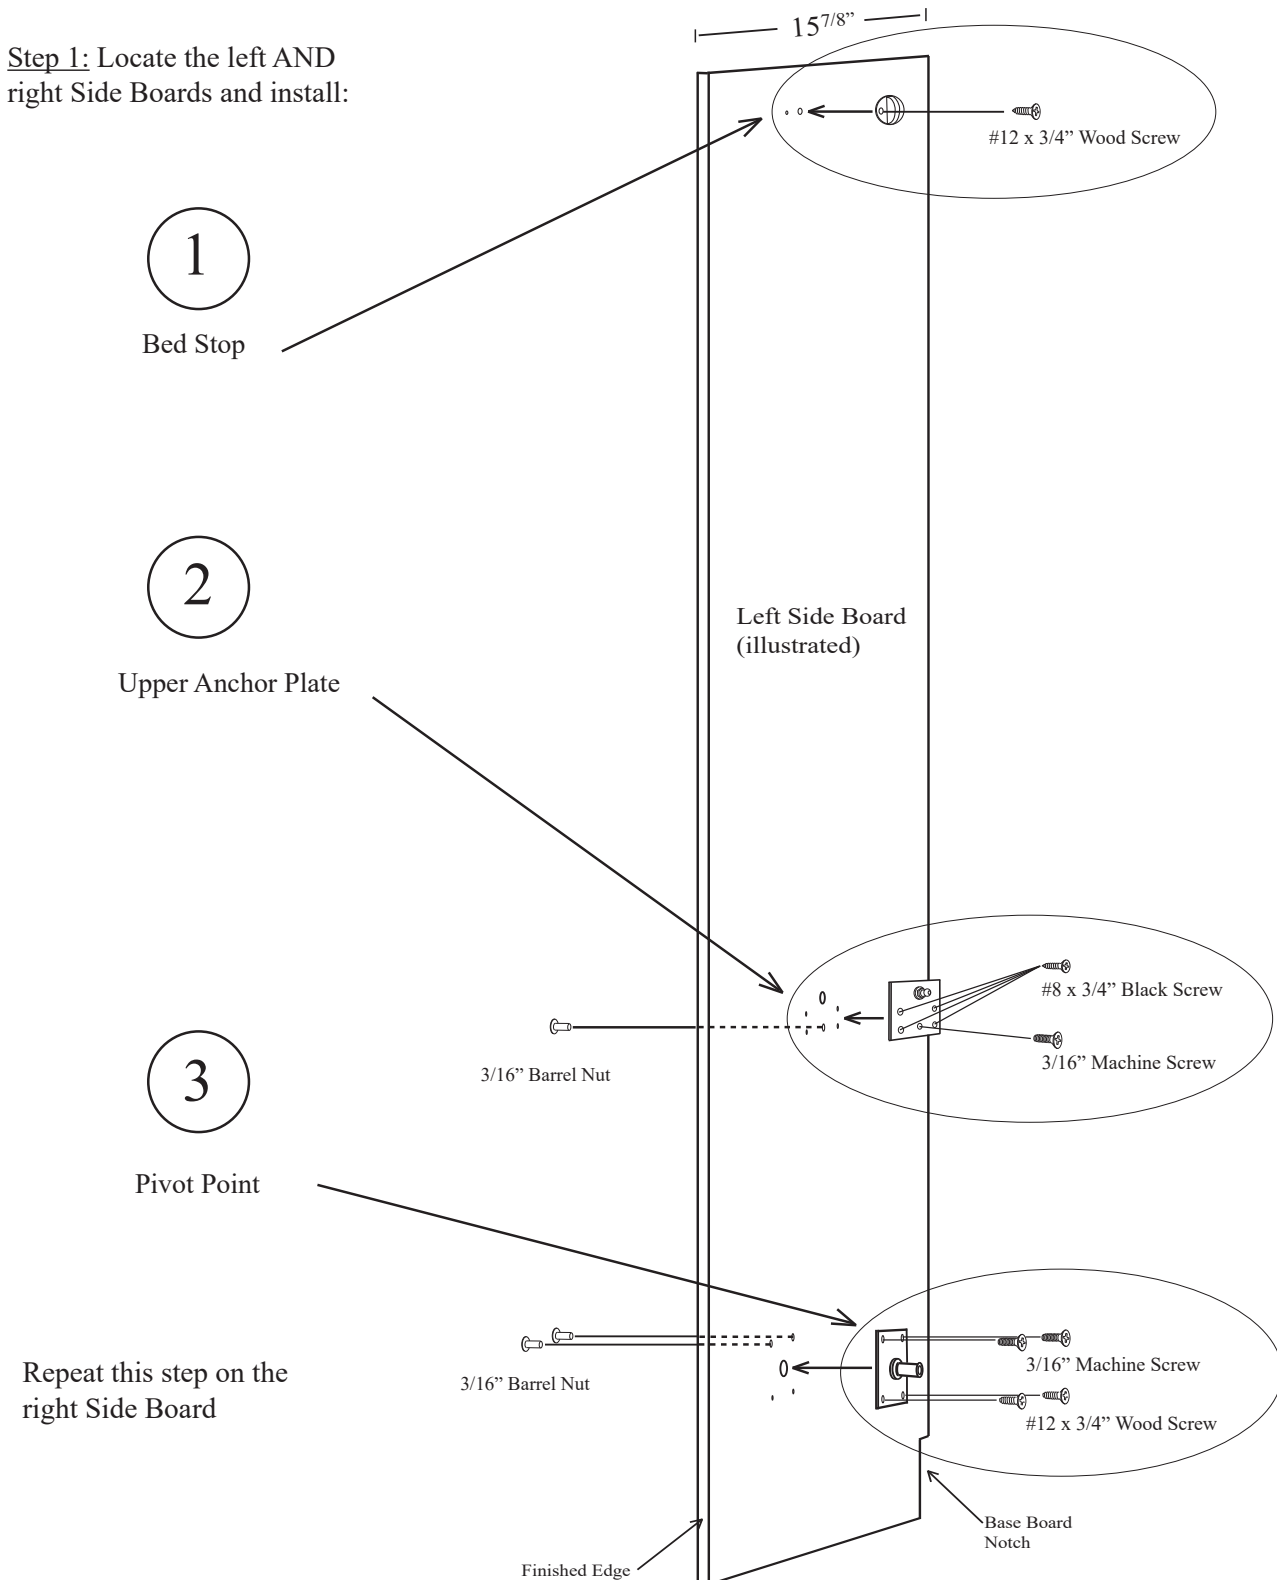 Step 1: Locate the left AND
right Side Boards and install:
15 7/8”
#12 x 3/4” Wood Screw
1
Bed Stop
2
Upper Anchor Plate
Left Side Board
(illustrated)
#8 x 3/4” Black Screw
3/16” Machine Screw
3/16” Barrel Nut
3
Pivot Point
3/16” Machine Screw
3/16” Barrel Nut
#12 x 3/4” Wood Screw
Repeat this step on the
right Side Board
Base Board
Notch
Finished Edge